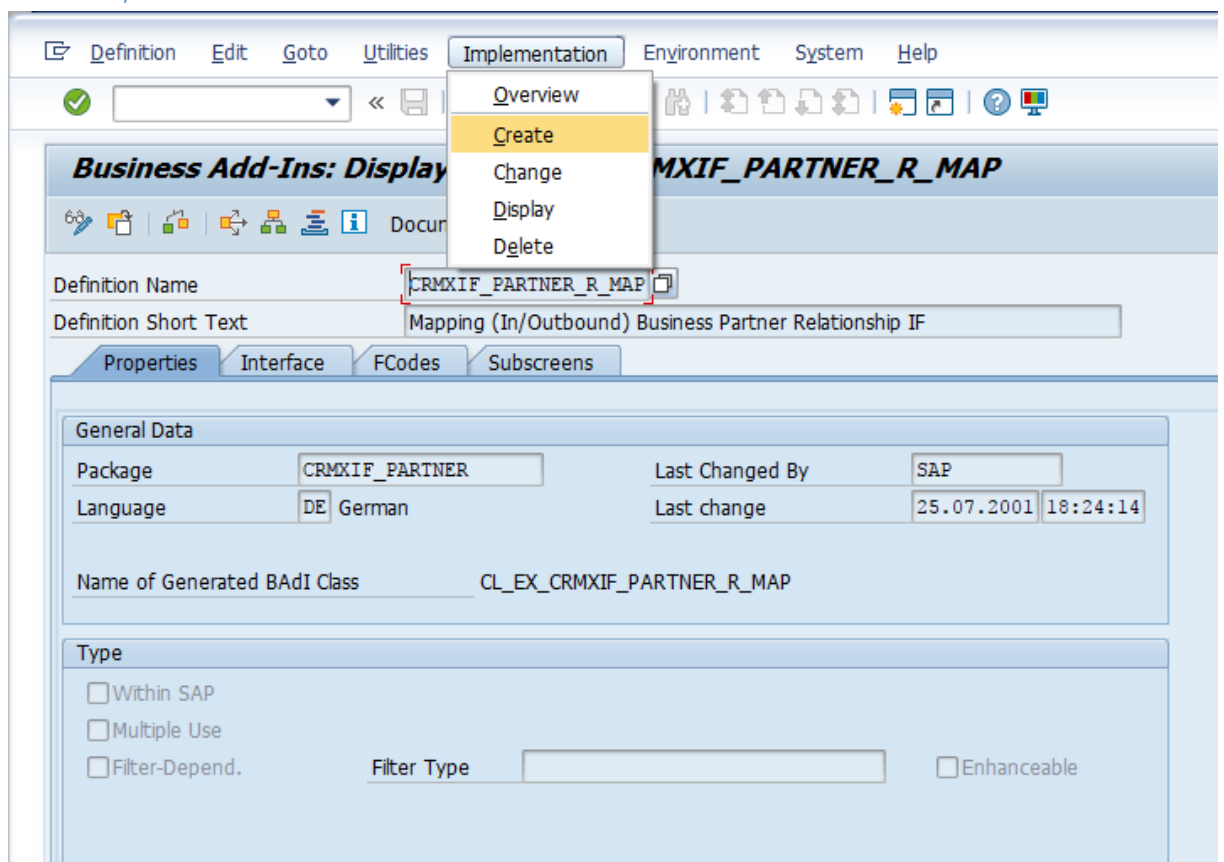 Definition Edit Goto Utilities Implementation Environment System Help
Overview
Create
Change
Display
Delete
Business Add-Ins: Display MXIF_PARTNER_R_MAP
Docum
Definition Name CRMXIF_PARTNER_R_MAP
Definition Short Text Mapping (In/Outbound) Business Partner Relationship IF
Properties Interface FCodes Subscreens
General Data
Package CRMXIF_PARTNER Last Changed By SAP
Language DE German Last change 25.07.2001 18:24:14
Name of Generated BAdI Class CL_EX_CRMXIF_PARTNER_R_MAP
Type
Within SAP
Multiple Use
Filter-Depend. Filter Type Enhanceable